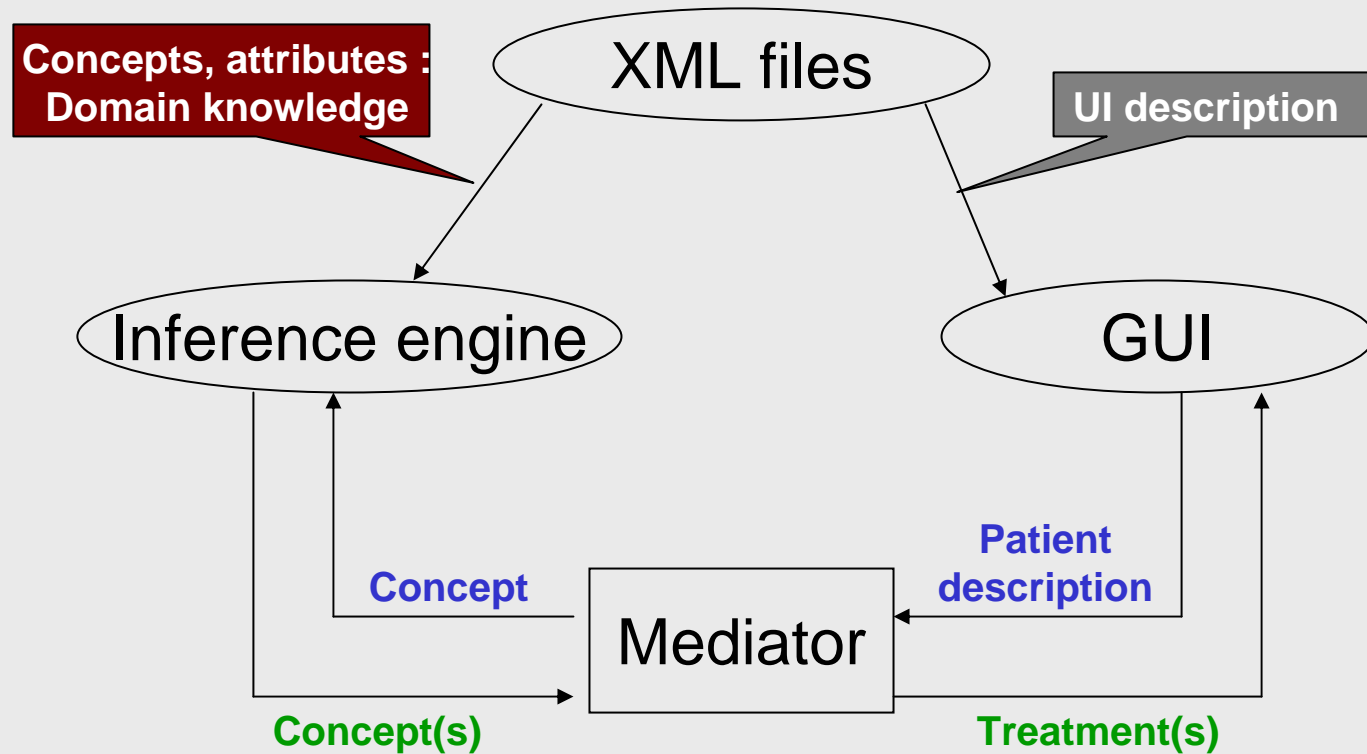 Concepts, attributes :
Domain knowledge
XML files
UI description
Inference engine
GUI
Patient
description
Concept
Mediator
Concept(s)
Treatment(s)